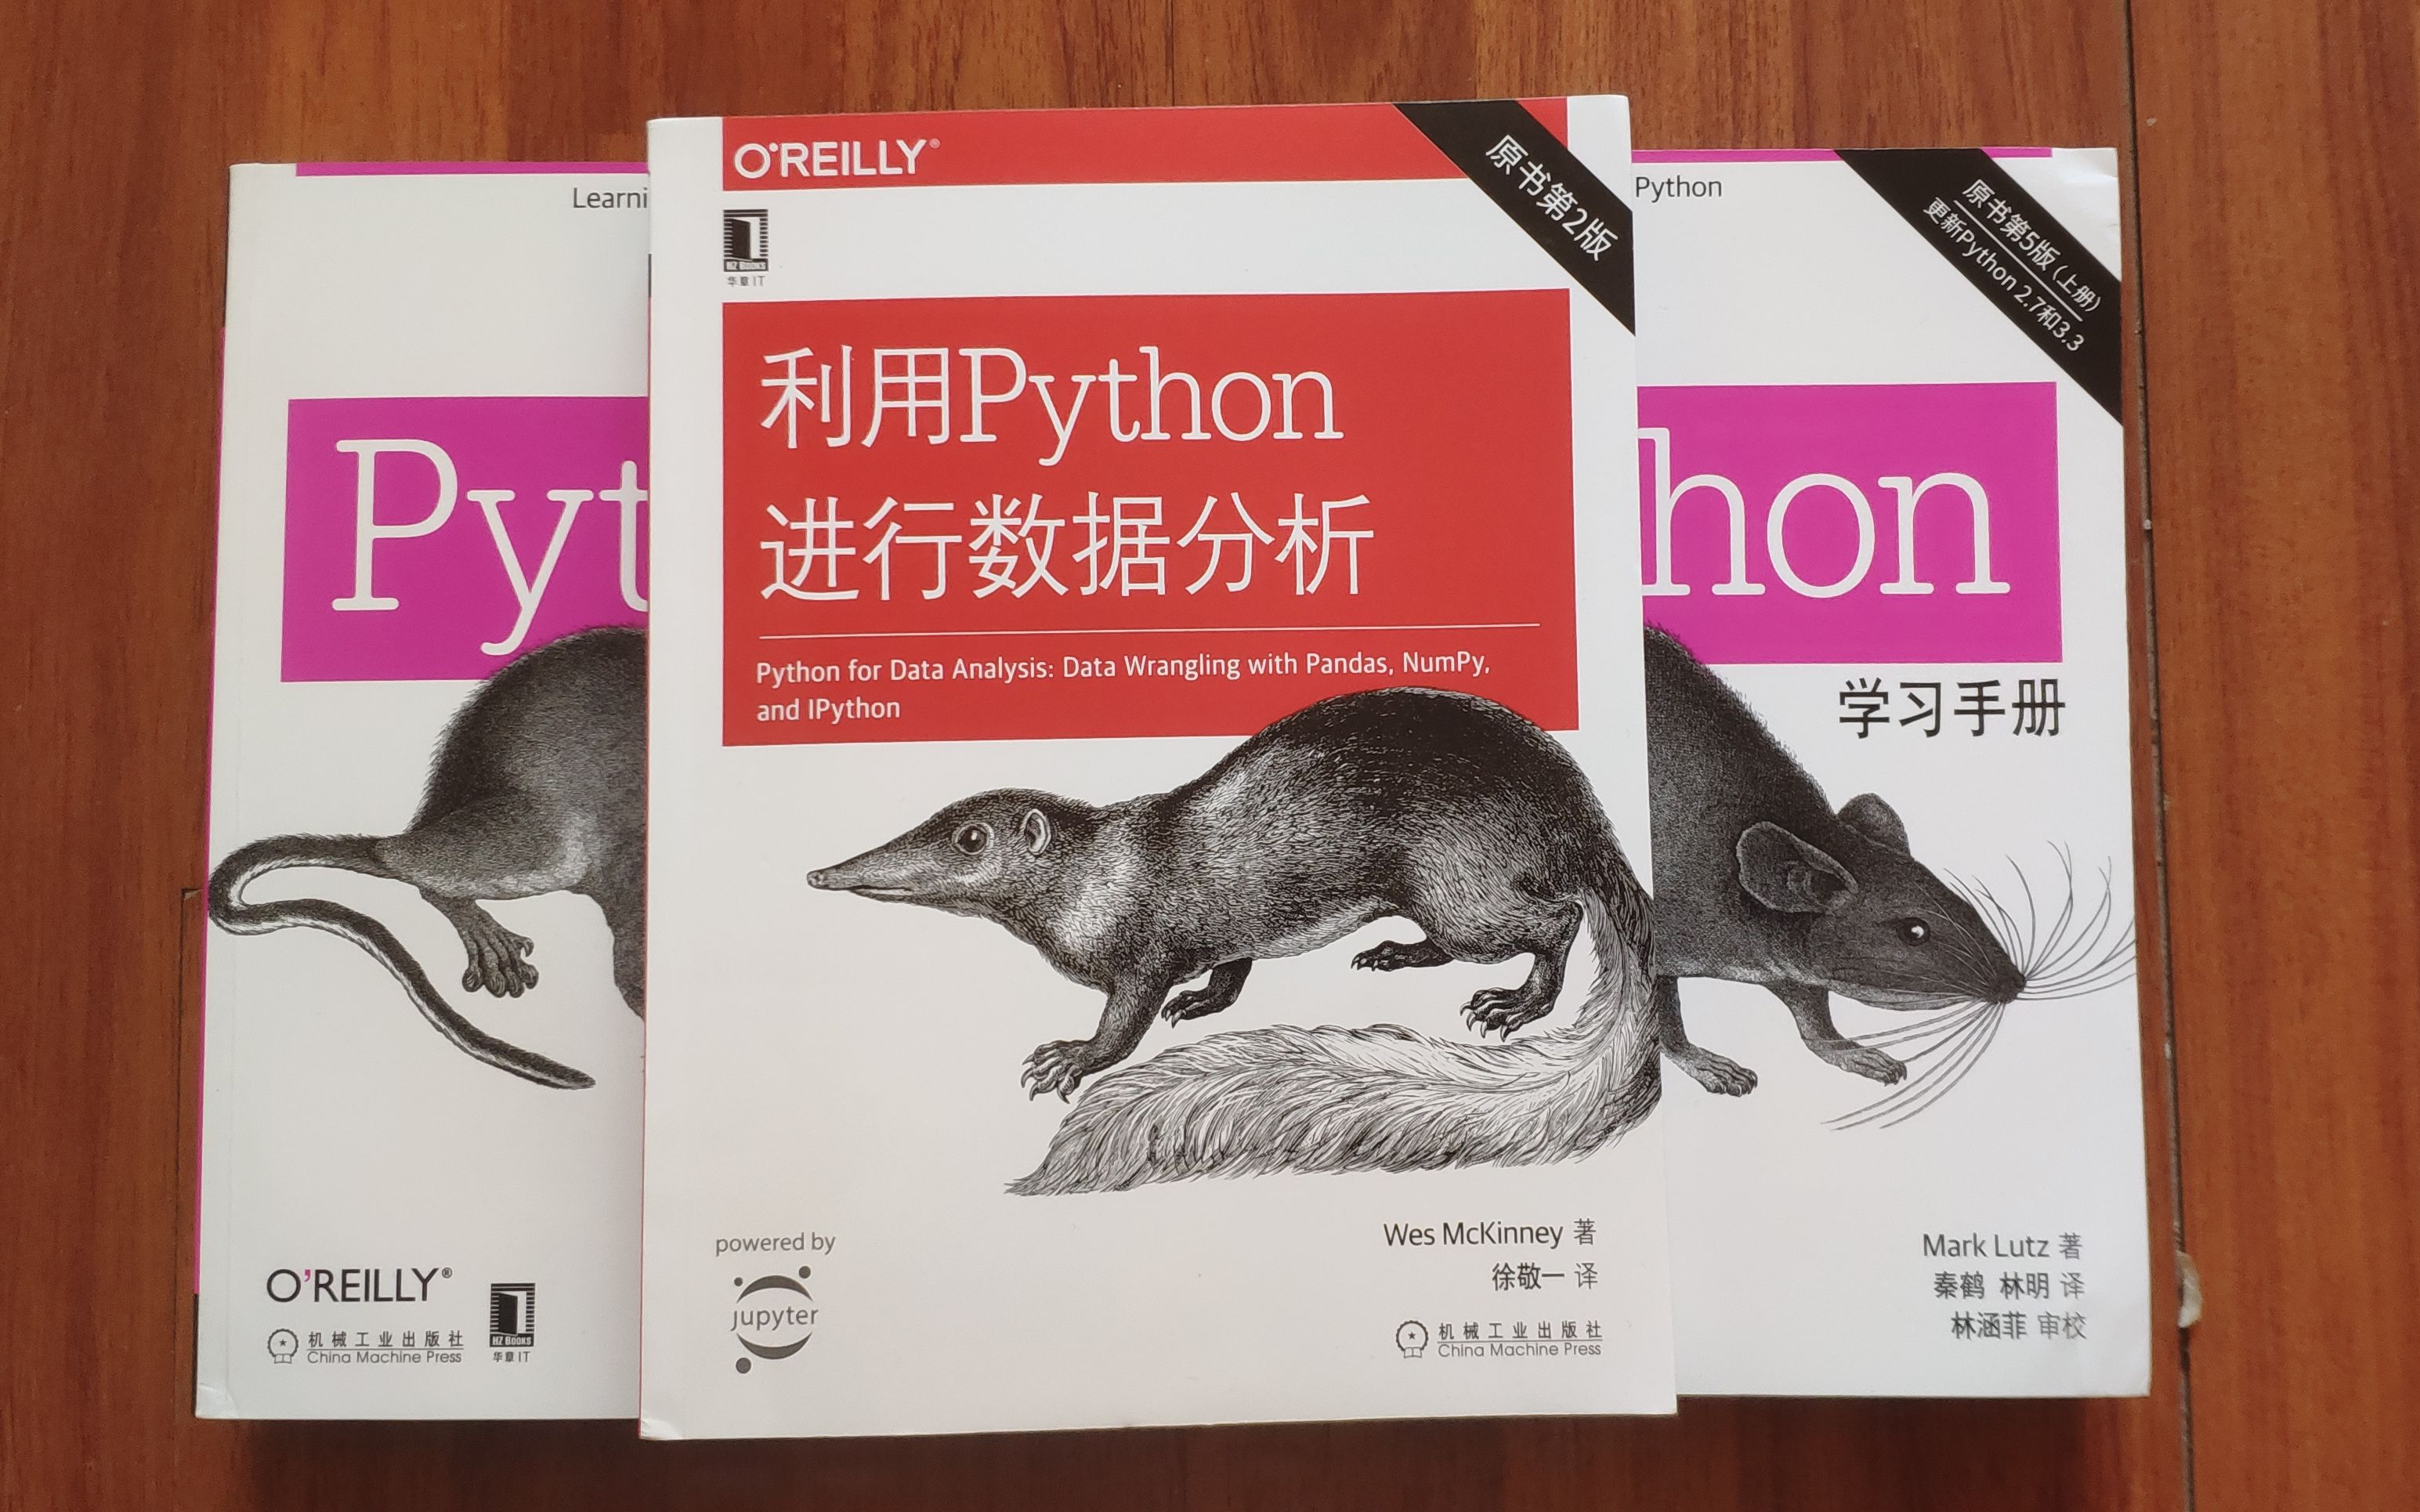 Learni
Pyt
O'REILLY®
机械工业出版社
China Machine Press
HZ BOOKS
华章IT
O'REILLY®
原书第2版
HZ BOOKS
华章IT
利用Python
进行数据分析
Python for Data Analysis: Data Wrangling with Pandas, NumPy,
and IPython
powered by
jupyter
Wes McKinney 著
徐敬一 译
机械工业出版社
China Machine Press
Python
原书第5版(上册)
更新Python 2.7和3.3
hon
学习手册
Mark Lutz 著
秦鹤 林明 译
林涵菲 审校